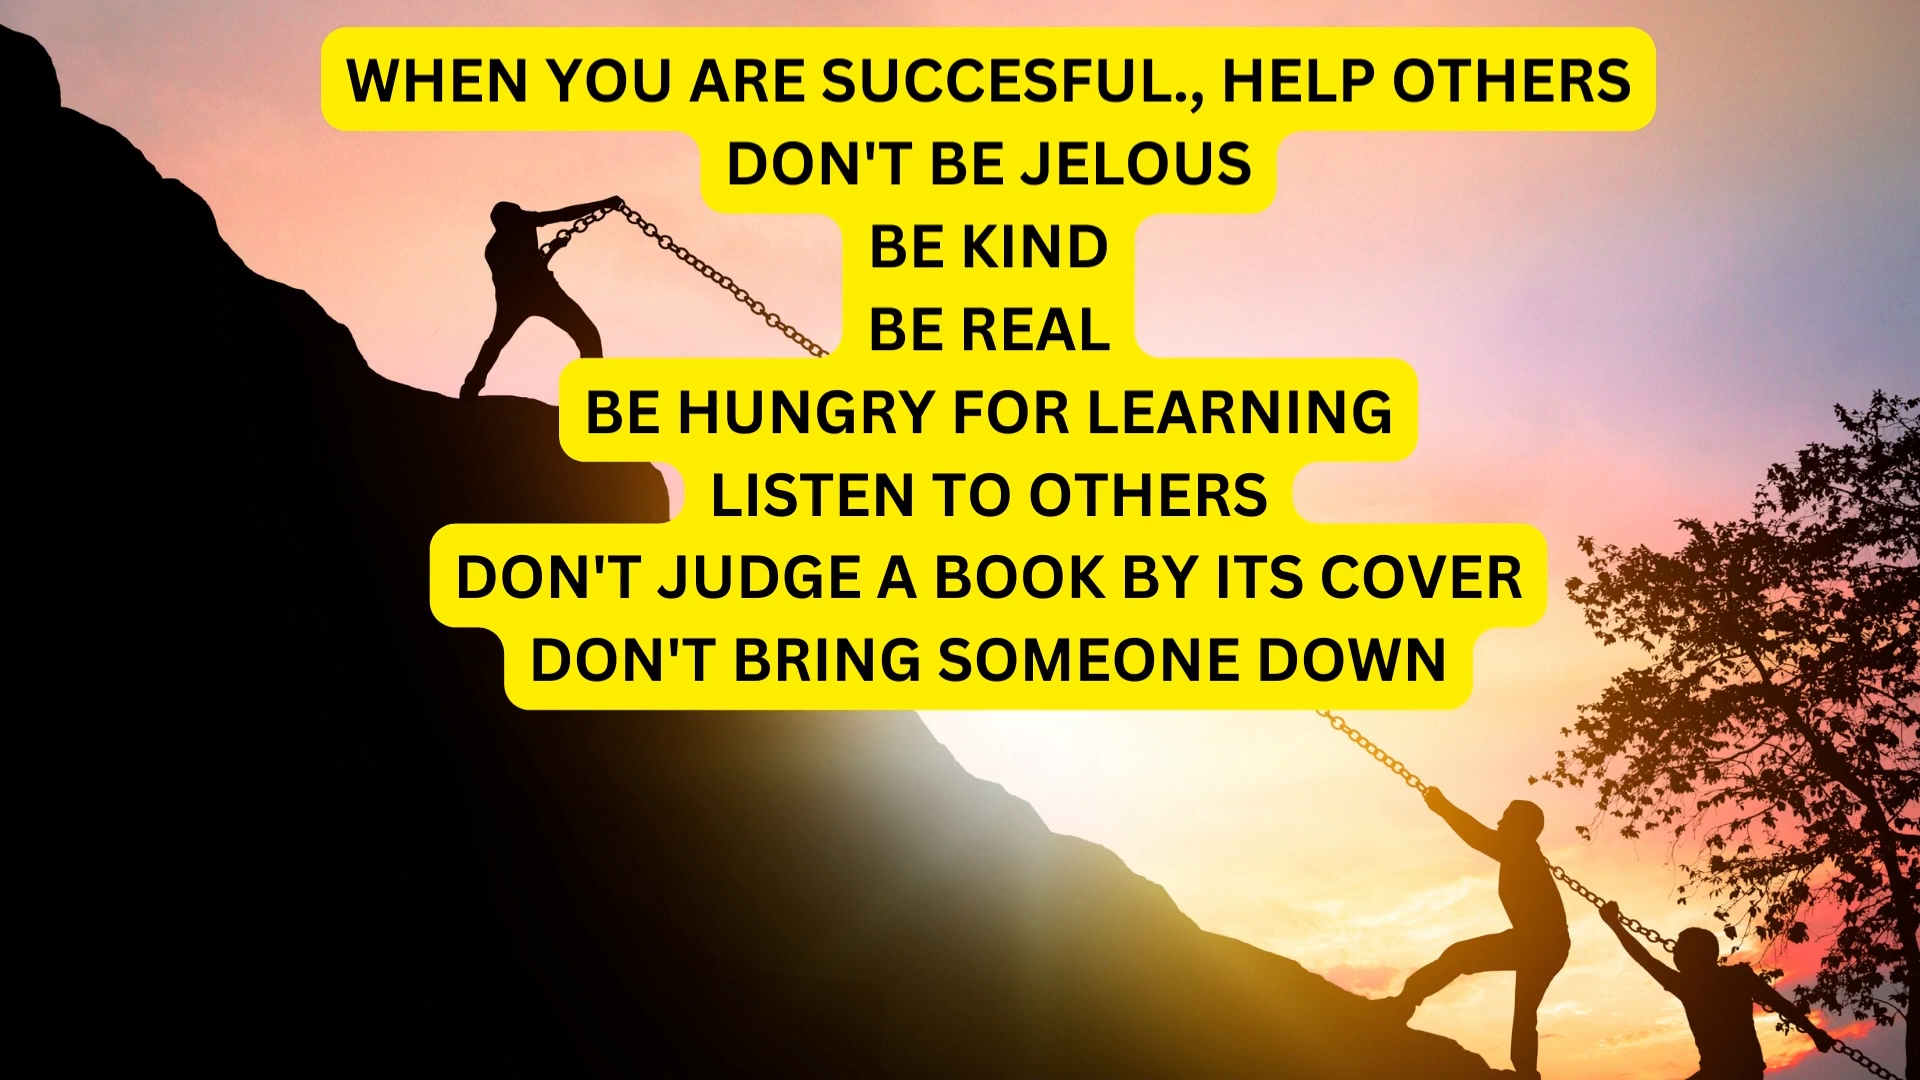 WHEN YOU ARE SUCCESFUL., HELP OTHERS
DON'T BE JELOUS
BE KIND
BE REAL
BE HUNGRY FOR LEARNING
LISTEN TO OTHERS
DON'T JUDGE A BOOK BY ITS COVER
DON'T BRING SOMEONE DOWN